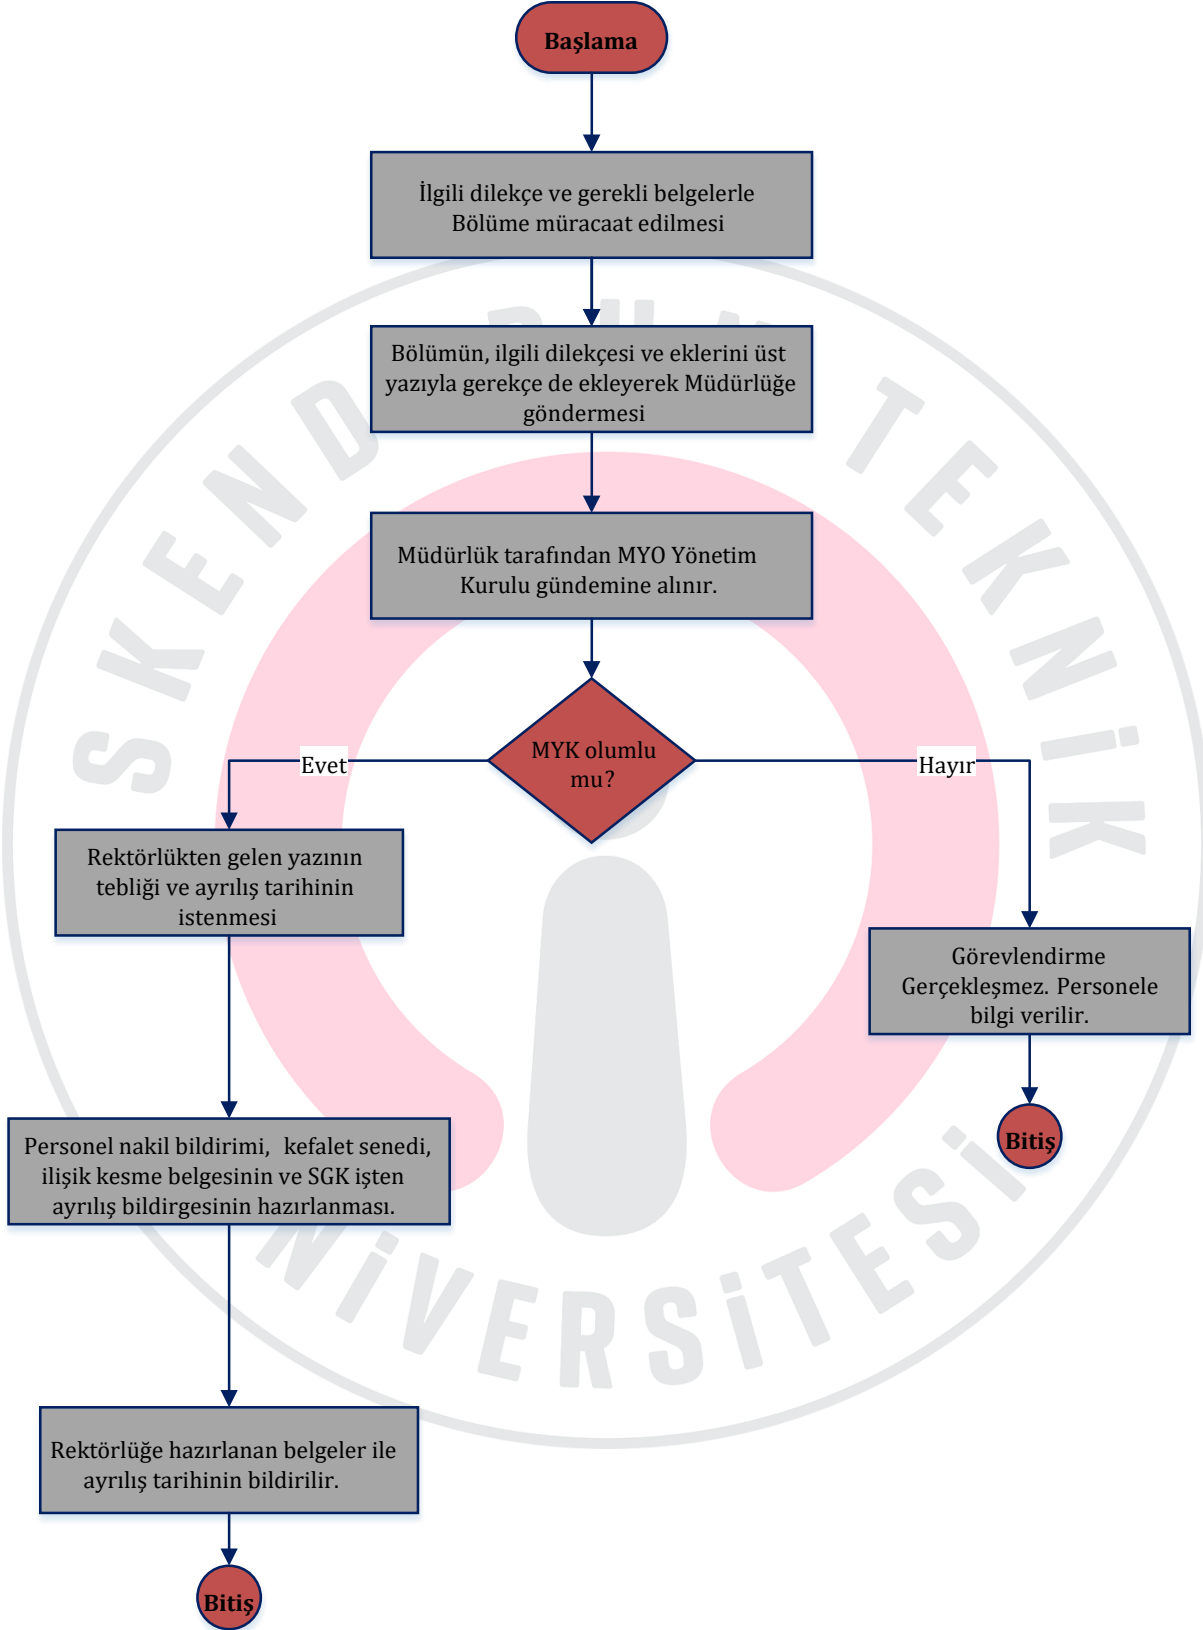 Başlama
İlgili dilekçe ve gerekli belgelerle
Bölüme müracaat edilmesi
Bölümün, ilgili dilekçesi ve eklerini üst
yazıyla gerekçe de ekleyerek Müdürlüğe
göndermesi
Müdürlük tarafından MYO Yönetim
Kurulu gündemine alınır.
MYK olumlu
mu?
Evet
Hayır
Rektörlükten gelen yazının
tebliği ve ayrılış tarihinin
istenmesi
Görevlendirme
Gerçekleşmez. Personele
bilgi verilir.
Bitiş
Personel nakil bildirimi, kefalet senedi,
ilişik kesme belgesinin ve SGK işten
ayrılış bildirgesinin hazırlanması.
Rektörlüğe hazırlanan belgeler ile
ayrılış tarihinin bildirilir.
Bitiş
TEKNİK